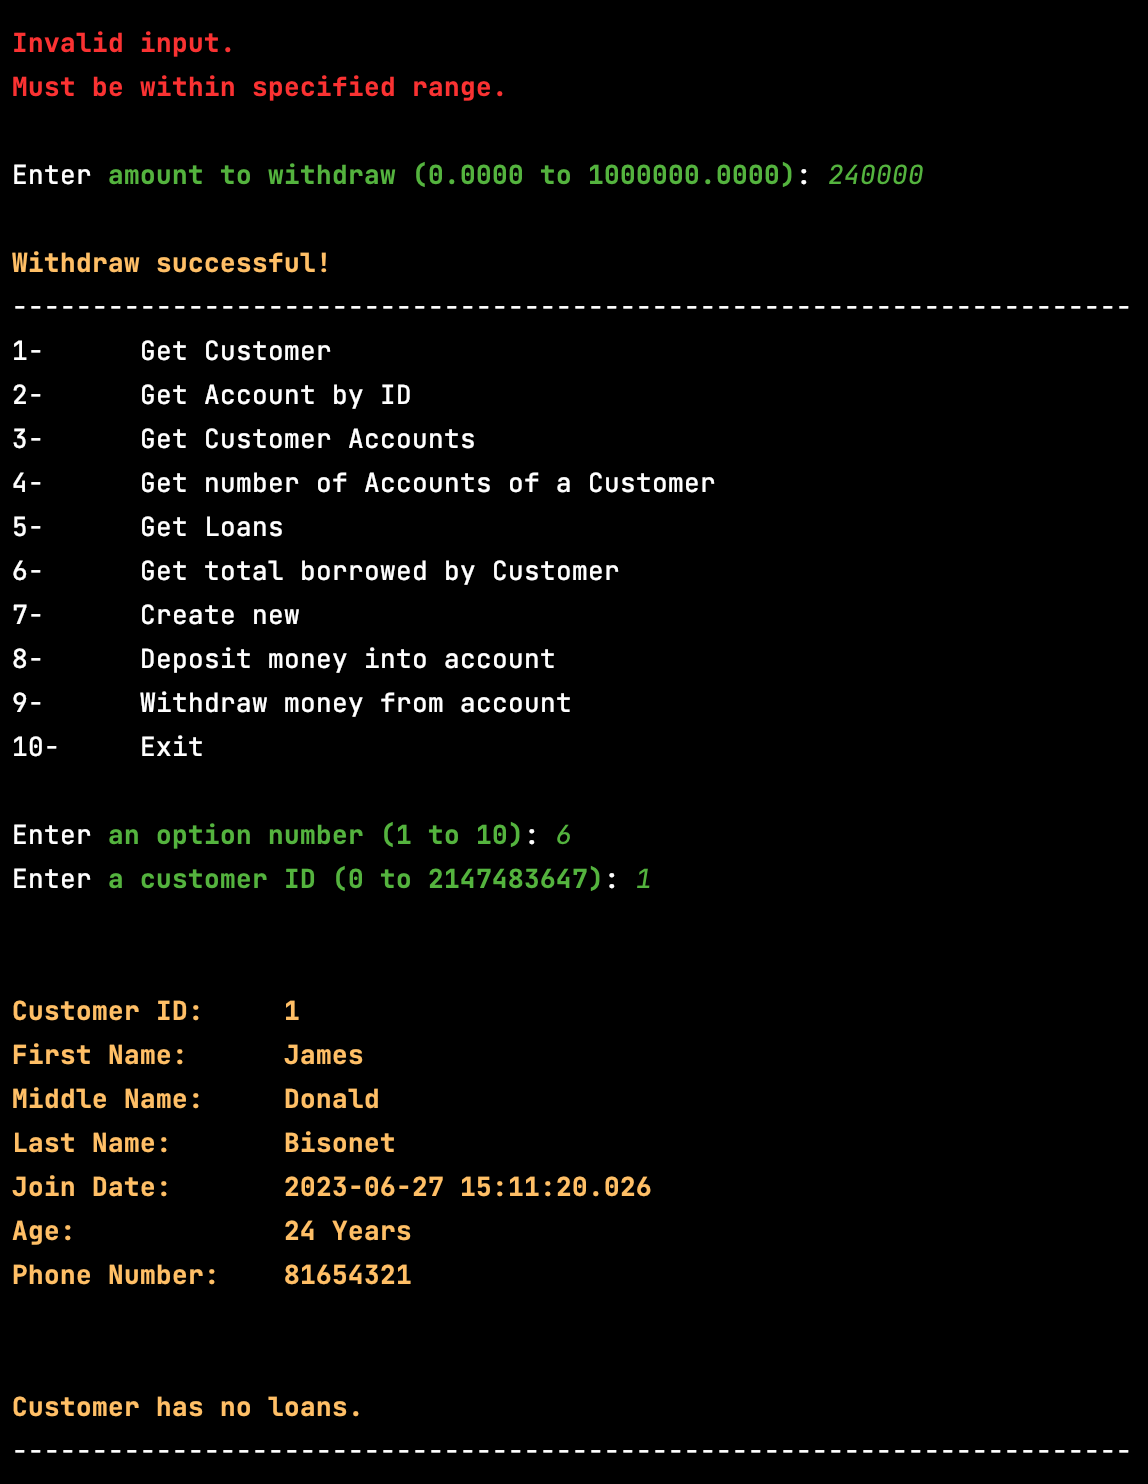 Invalid input.
Must be within specified range.
Enter amount to withdraw (0.0000 to 1000000.0000): 240000
Withdraw successful!
----------------------------------------------------------------------
1-      Get Customer
2-      Get Account by ID
3-      Get Customer Accounts
4-      Get number of Accounts of a Customer
5-      Get Loans
6-      Get total borrowed by Customer
7-      Create new
8-      Deposit money into account
9-      Withdraw money from account
10-     Exit
Enter an option number (1 to 10): 6
Enter a customer ID (0 to 2147483647): 1
Customer ID:     1
First Name:      James
Middle Name:     Donald
Last Name:       Bisonet
Join Date:       2023-06-27 15:11:20.026
Age:             24 Years
Phone Number:    81654321
Customer has no loans.
----------------------------------------------------------------------